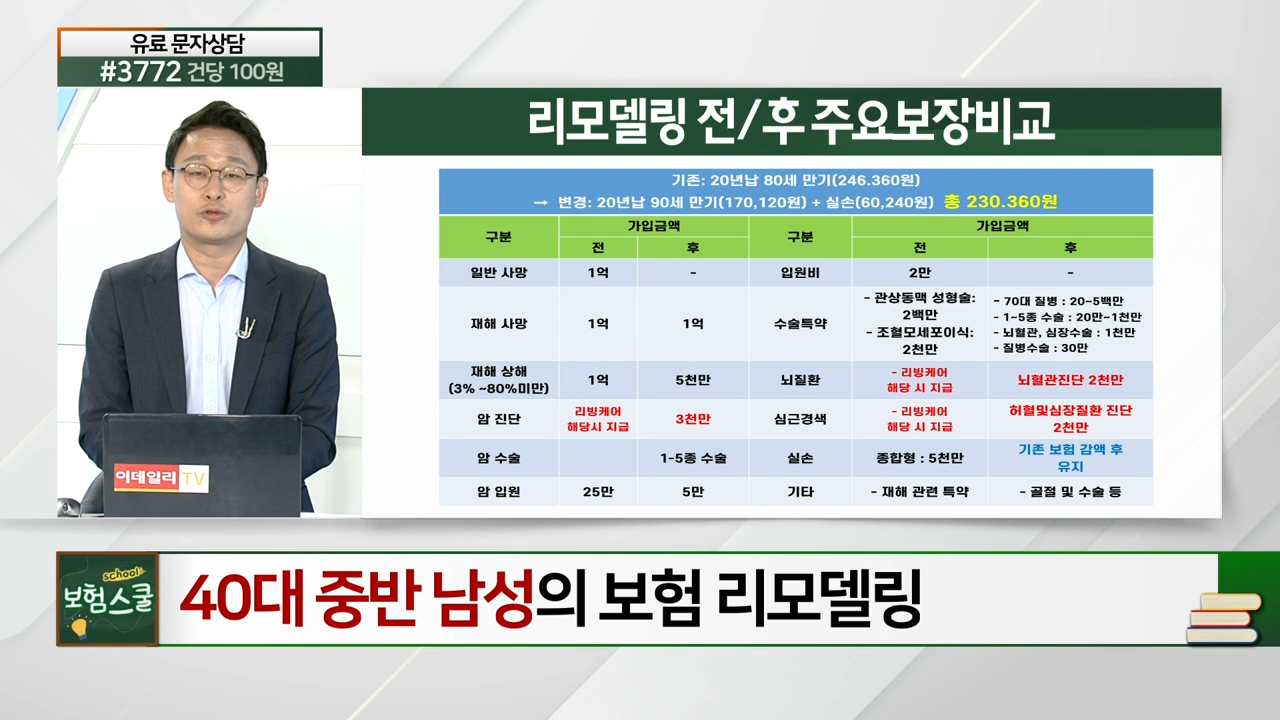 유료 문자상담
#3772 건당 100원
리모델링 전/후 주요보장비교
기존: 20년납 80세 만기(246.360원)
→ 변경: 20년납 90세 만기(170,120원) + 실손(60,240원) 총 230.360원
구분 가입금액 구분 가입금액
전 후 전 후
일반 사망 1억 - 입원비 2만 -
재해 사망 1억 1억 수술특약
- 관상동맥 성형술:
2백만
- 조혈모세포이식:
2천만
- 70대 질병 : 20~5백만
- 1~5종 수술 : 20만~1천만
- 뇌혈관, 심장수술 : 1천만
- 질병수술 : 30만
재해 상해
(3% ~80%미만)
1억 5천만 뇌질환
- 리빙케어
해당 시 지급
뇌혈관진단 2천만
암 진단
리빙케어
해당시 지급
3천만 심근경색
- 리빙케어
해당 시 지급
허혈및심장질환 진단
2천만
암 수술 1-5종 수술 실손 종합형 : 5천만
기존 보험 감액 후
유지
암 입원 25만 5만 기타 - 재해 관련 특약 - 골절 및 수술 등
이데일리 TV
school
보험스쿨
40대 중반 남성의 보험 리모델링